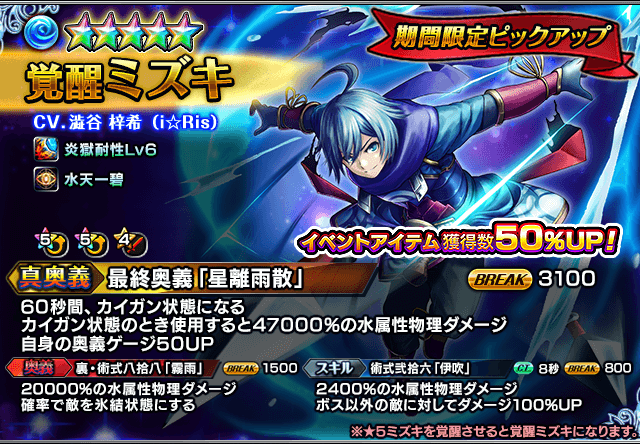 期間限定ピックアップ
覚醒ミズキ
CV.澁谷 梓希 (i☆Ris)
炎獄耐性Lv6
水天一碧
5 5 4
イベントアイテム獲得数50%UP!
真奥義 最終奥義「星離雨散」 BREAK 3100
60秒間、カイガン状態になる
カイガン状態のとき使用すると47000%の水属性物理ダメージ
自身の奥義ゲージ50UP
奥義 裏・術式八拾八「霧雨」 BREAK 1500
20000%の水属性物理ダメージ
確率で敵を氷結状態にする
スキル 術式弐拾六「伊吹」 C.T. 8秒 BREAK 800
2400%の水属性物理ダメージ
ボス以外の敵に対してダメージ100%UP
※★5ミズキを覚醒させると覚醒ミズキになります。